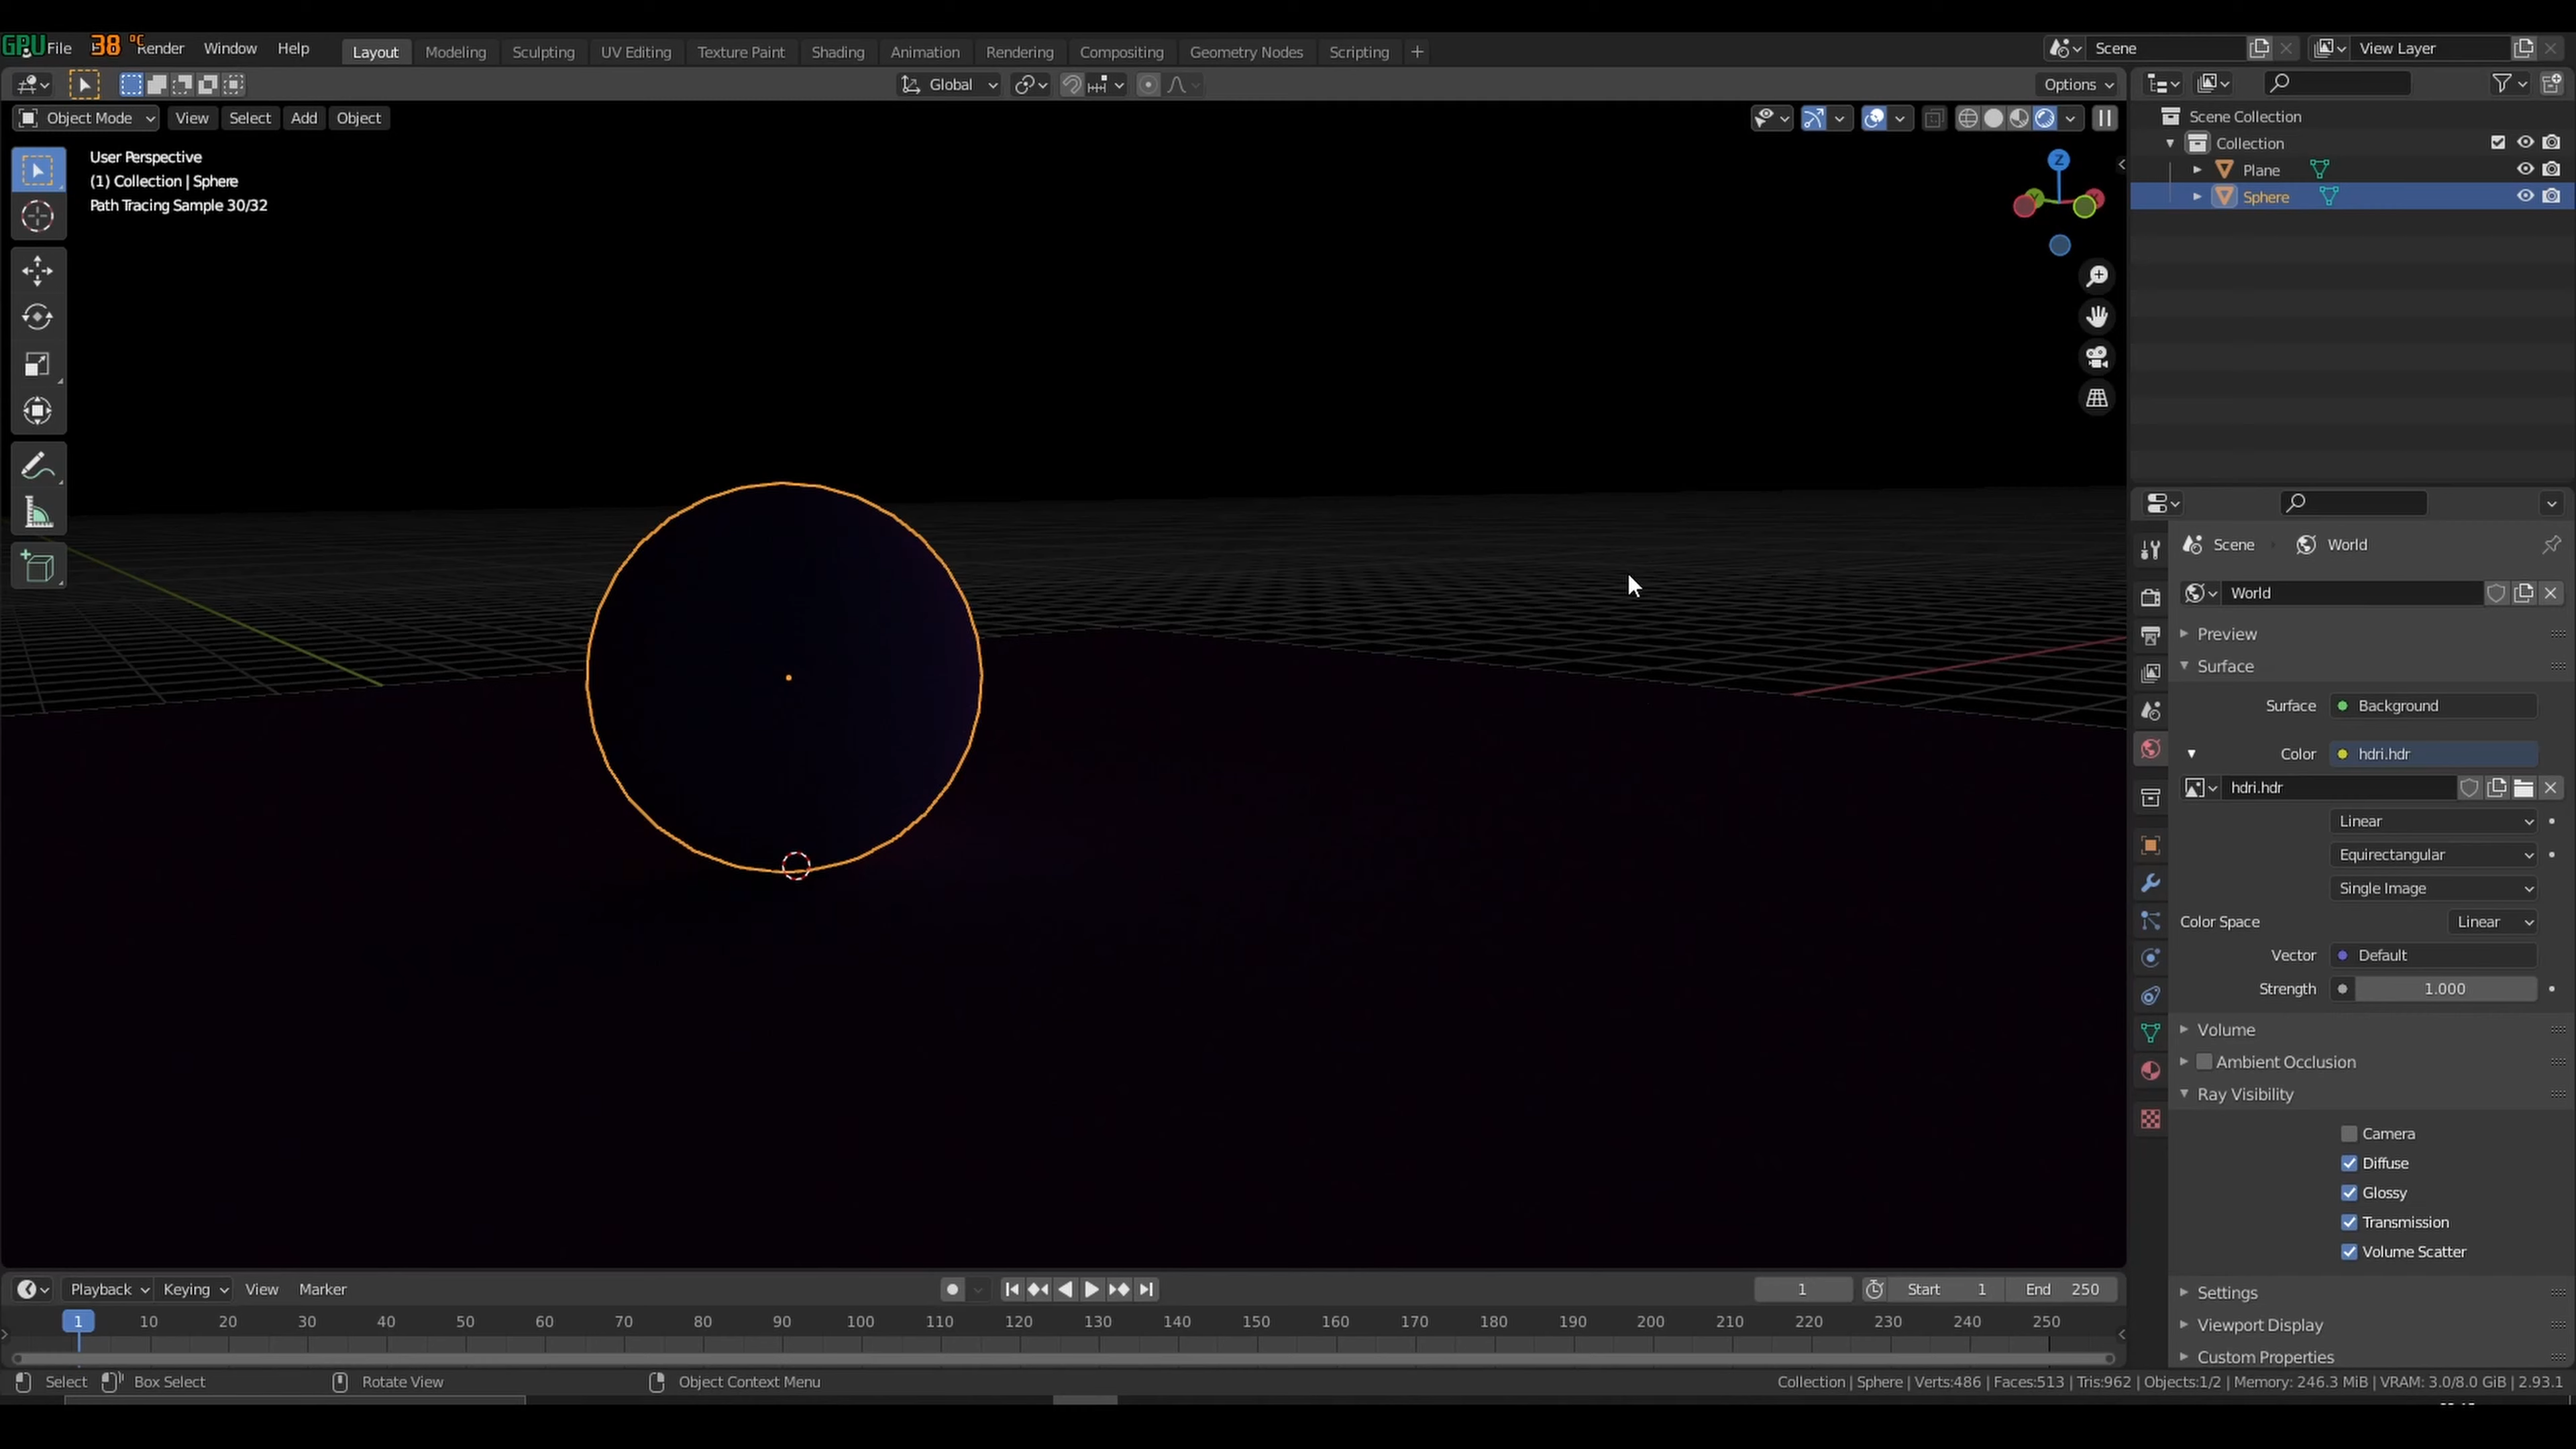 GPU 38 °C File Render Window Help Layout Modeling Sculpting UV Editing Texture Paint Shading Animation Rendering Compositing Geometry Nodes Scripting + Scene View Layer
Global Options
Object Mode View Select Add Object
User Perspective
(1) Collection | Sphere
Path Tracing Sample 30/32
Z
Scene Collection
Collection
Plane
Sphere
Scene World
World
Preview
Surface
Surface Background
Color hdri.hdr
hdri.hdr
Linear
Equirectangular
Single Image
Color Space Linear
Vector Default
Strength 1.000
Volume
Ambient Occlusion
Ray Visibility
Camera
Diffuse
Glossy
Transmission
Volume Scatter
Settings
Viewport Display
Custom Properties
Playback Keying View Marker 1 Start 1 End 250
1 10 20 30 40 50 60 70 80 90 100 110 120 130 140 150 160 170 180 190 200 210 220 230 240 250
Select Box Select Rotate View Object Context Menu Collection | Sphere | Verts:486 | Faces:513 | Tris:962 | Objects:1/2 | Memory: 246.3 MiB | VRAM: 3.0/8.0 GiB | 2.93.1